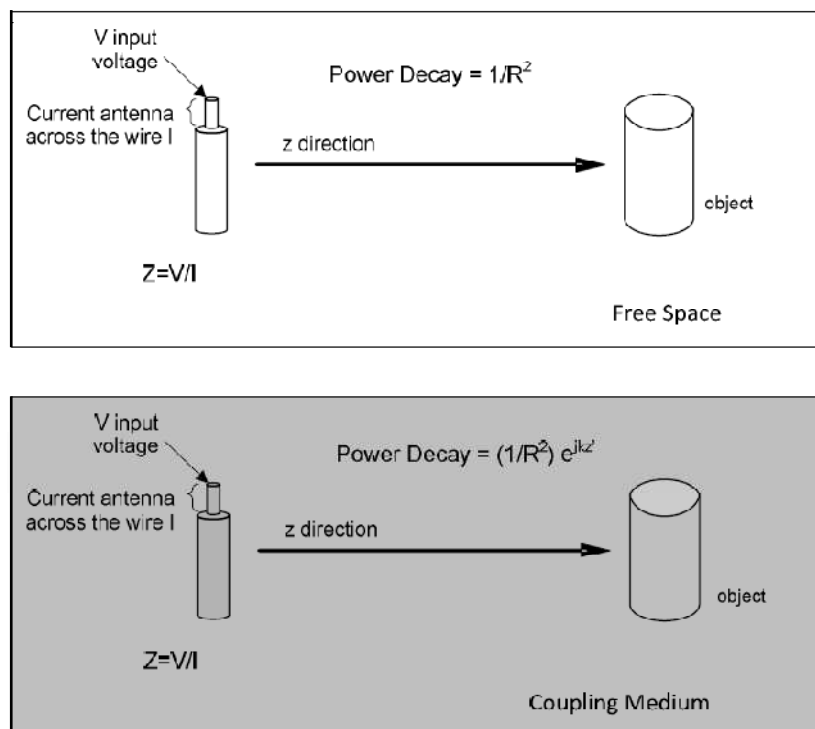 V input
voltage
Power Decay = 1/R²
Current antenna
across the wire I
z direction
object
Z=V/I
Free Space
V input
voltage
Power Decay = (1/R²) e^jkz'
Current antenna
across the wire I
z direction
object
Z=V/I
Coupling Medium